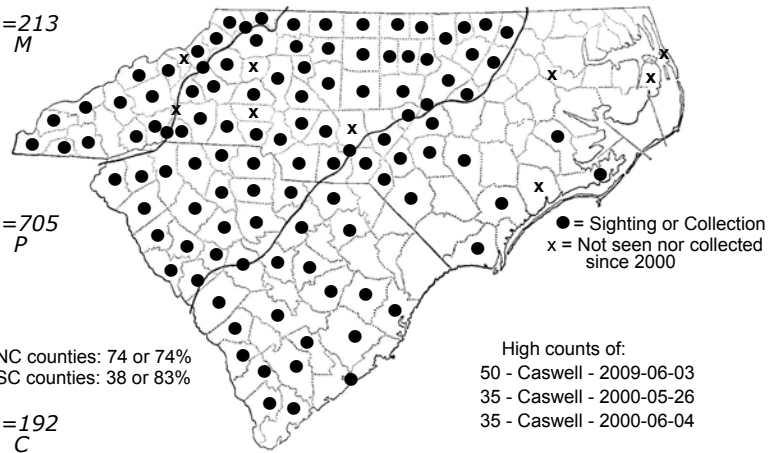 =213
M
=705
P
=192
C
● = Sighting or Collection
x = Not seen nor collected
since 2000
NC counties: 74 or 74%
SC counties: 38 or 83%
High counts of:
50 - Caswell - 2009-06-03
35 - Caswell - 2000-05-26
35 - Caswell - 2000-06-04